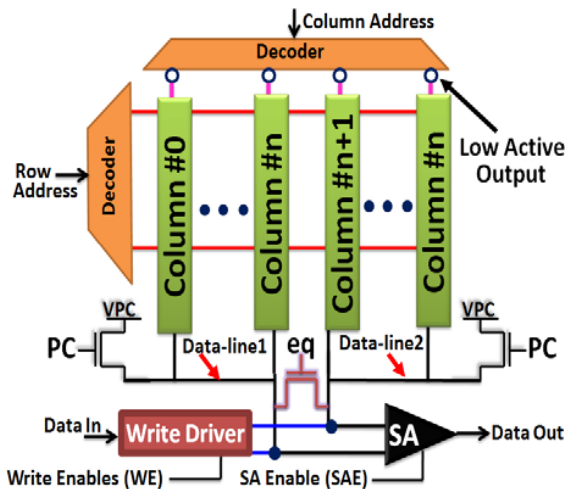 Column Address
Decoder
Row
Address
Decoder
Column #0
Column #n
Column #n+1
Column #n
Low Active
Output
VPC
PC
Data-line1
eq
Data-line2
VPC
PC
Data In
Write Driver
SA
Data Out
Write Enables (WE)
SA Enable (SAE)